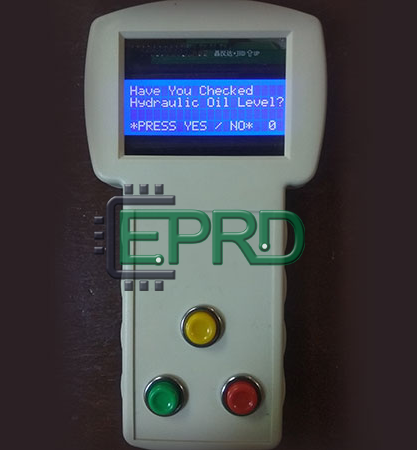 Have You Checked
Hydraulic Oil Level?
*PRESS YES / NO* 0
EPRD